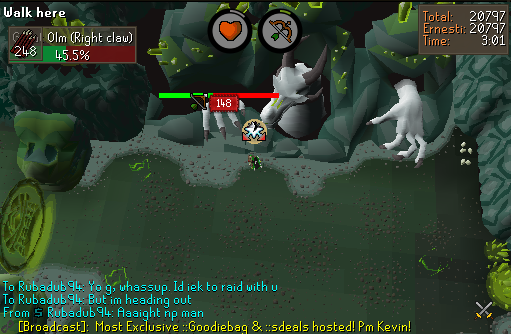 Walk here
248
Olm (Right claw)
45.5%
Total: 20797
Ernesti: 20797
Time: 3:01
148
To Rubadub94: Yo g, whassup. Id iek to raid with u
To Rubadub94: But im heading out
From S Rubadub94: Aaaight np man
[Broadcast]: Most Exclusive ::Goodiebag & ::sdeals hosted! Pm Kevin!